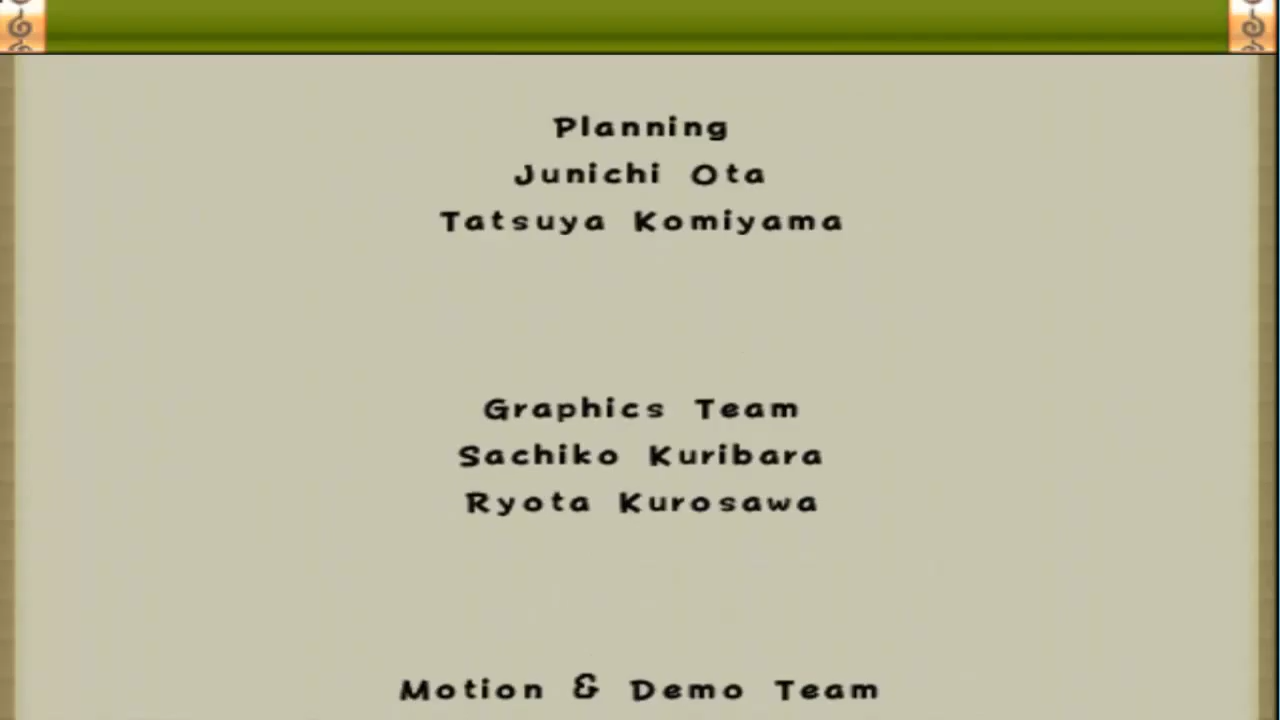 Planning
Junichi Ota
Tatsuya Komiyama
Graphics Team
Sachiko Kuribara
Ryota Kurosawa
Motion & Demo Team